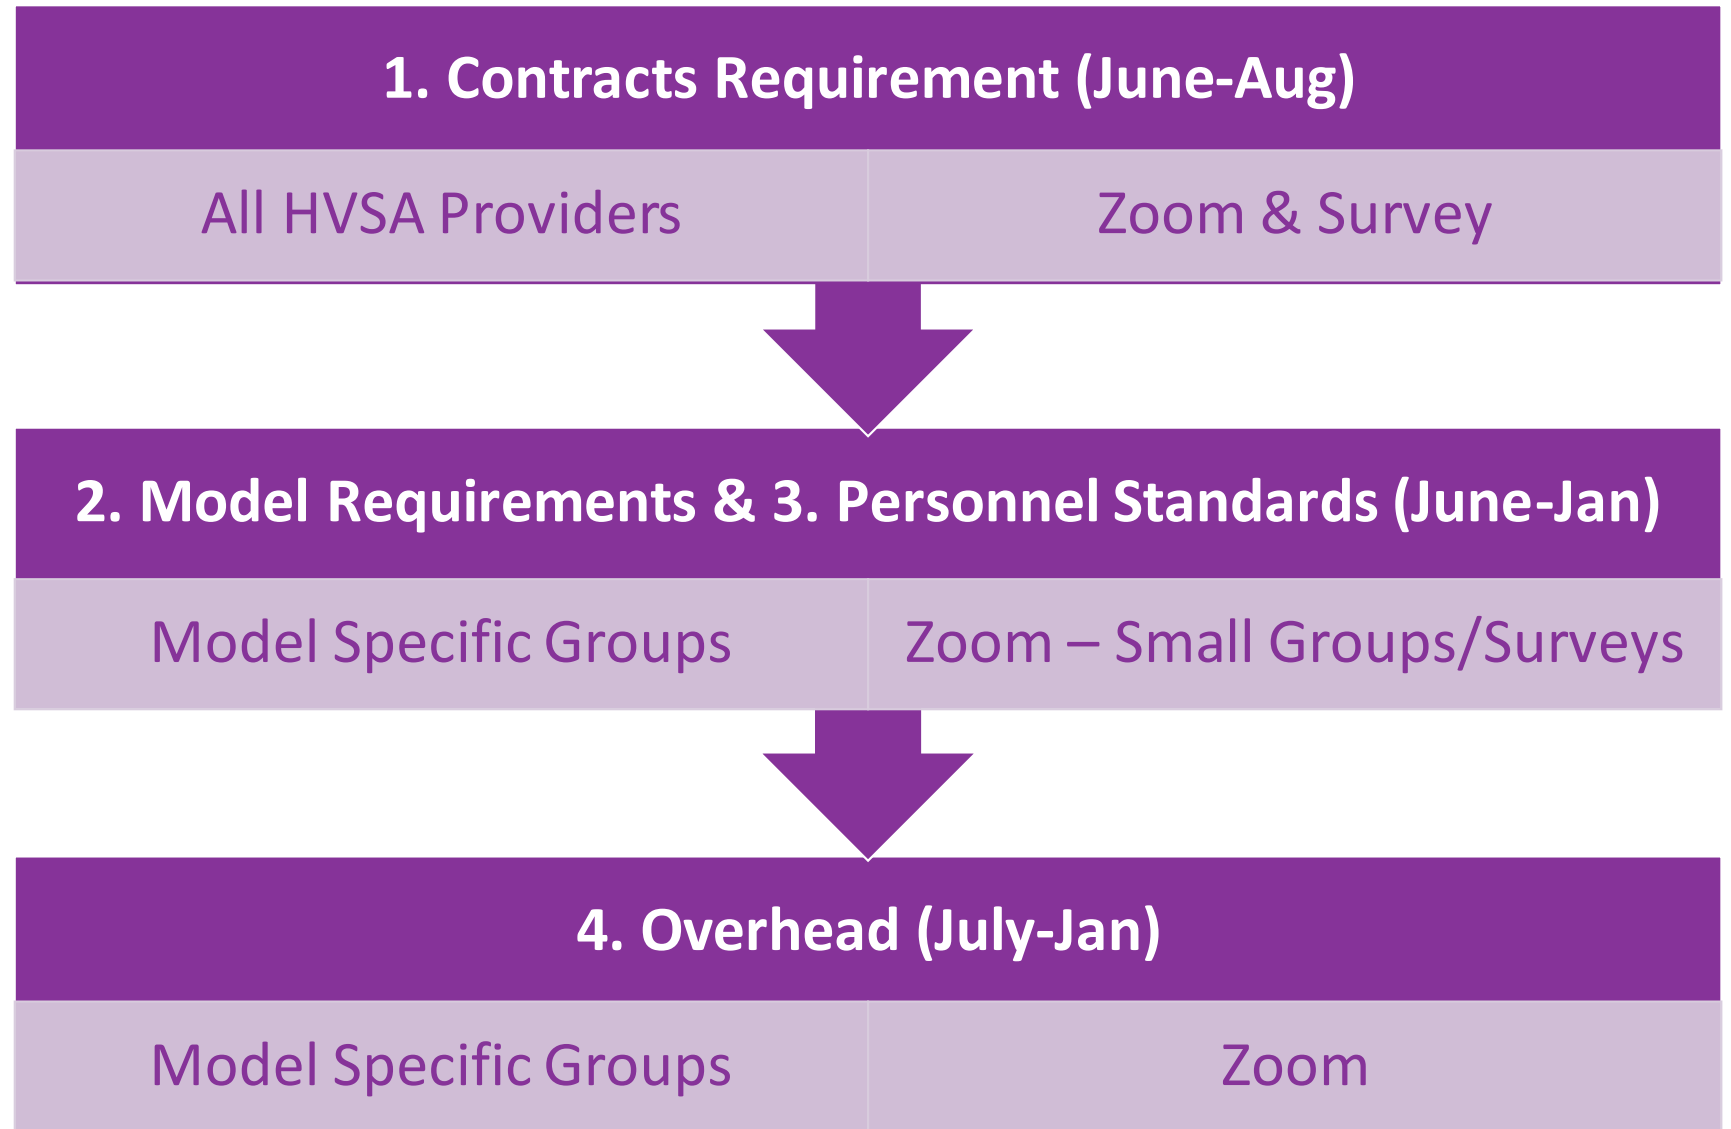 1. Contracts Requirement (June-Aug)
All HVSA Providers
Zoom & Survey
2. Model Requirements & 3. Personnel Standards (June-Jan)
Model Specific Groups
Zoom – Small Groups/Surveys
4. Overhead (July-Jan)
Model Specific Groups
Zoom